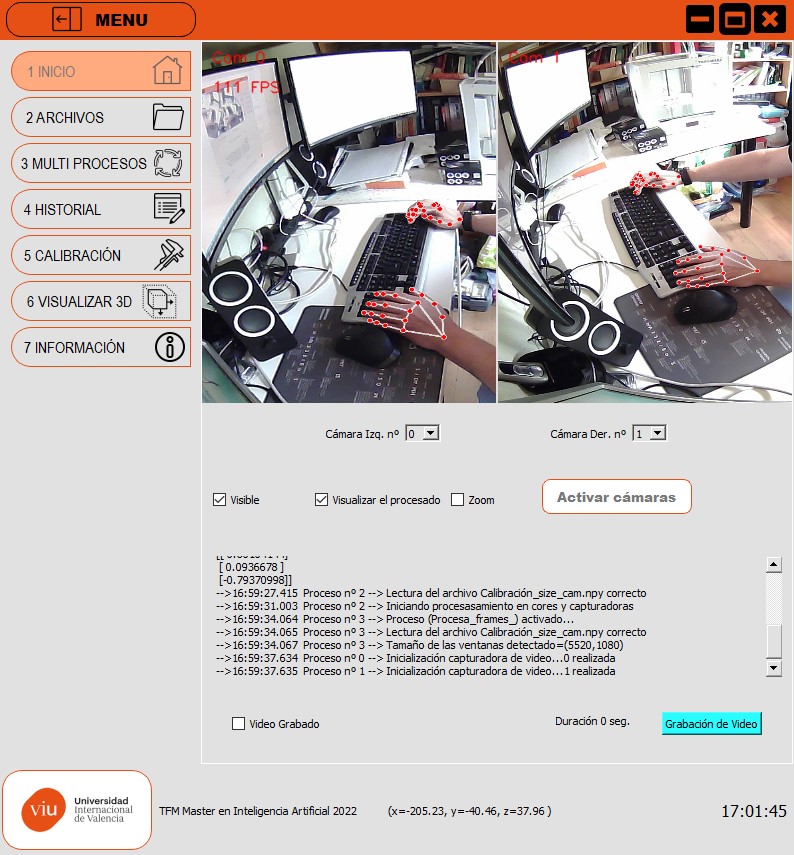 MENU
1 INICIO
2 ARCHIVOS
3 MULTI PROCESOS
4 HISTORIAL
5 CALIBRACIÓN
6 VISUALIZAR 3D
7 INFORMACIÓN
Cam 0
111 FPS
Cam 1
Cámara Izq. nº 0
Cámara Der. nº 1
Visible
Visualizar el procesado
Zoom
Activar cámaras
[ 0.0936678 ]
[-0.79370998]]
-->16:59:27.415 Proceso nº 2 --> Lectura del archivo Calibración_size_cam.npy correcto
-->16:59:31.003 Proceso nº 2 --> Iniciando procesasamiento en cores y capturadoras
-->16:59:34.064 Proceso nº 3 --> Proceso (Procesa_frames_) activado...
-->16:59:34.065 Proceso nº 3 --> Lectura del archivo Calibración_size_cam.npy correcto
-->16:59:34.067 Proceso nº 3 --> Tamaño de las ventanas detectado=(5520,1080)
-->16:59:37.634 Proceso nº 0 --> Inicialización capturadora de video...0 realizada
-->16:59:37.635 Proceso nº 1 --> Inicialización capturadora de video...1 realizada
Video Grabado
Duración 0 seg.
Grabación de Video
viu
Universidad
Internacional
de Valencia
TFM Master en Inteligencia Artificial 2022
(x=-205.23, y=-40.46, z=37.96 )
17:01:45